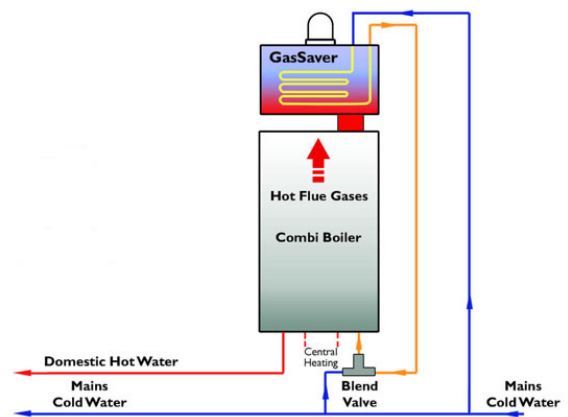 GasSaver
Hot Flue Gases
Combi Boiler
Central
Heating
Domestic Hot Water
Mains
Cold Water
Blend
Valve
Mains
Cold Water